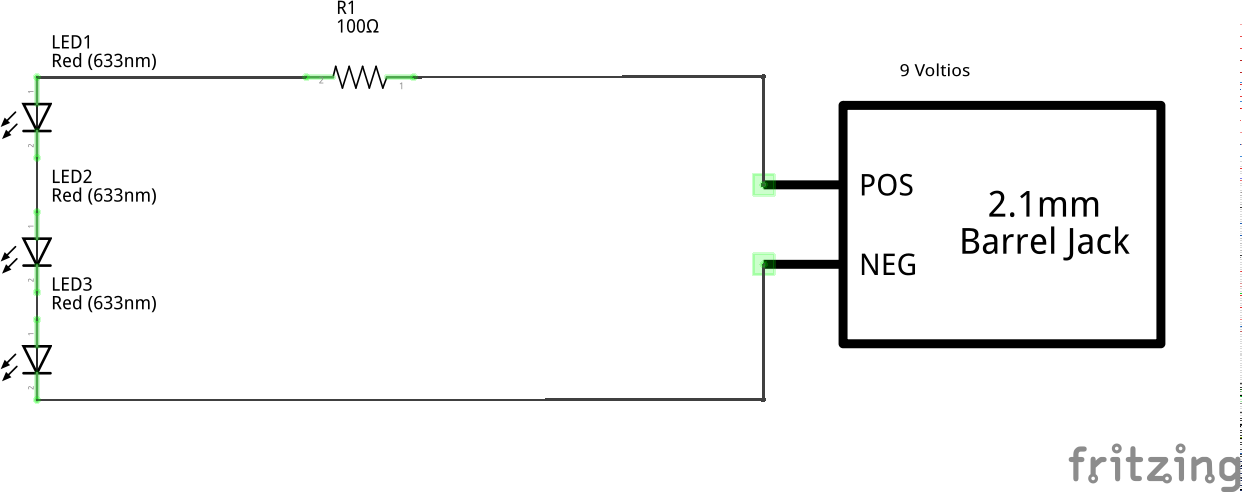 R1
100Ω
LED1
Red (633nm)
9 Voltios
2
1
1
2
LED2
Red (633nm)
POS
2.1mm
Barrel Jack
1
NEG
2
LED3
Red (633nm)
1
2
fritzing